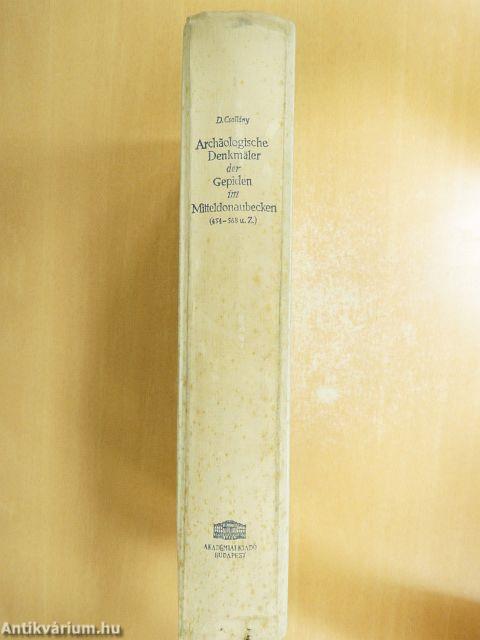 D. Csallány
Archäologische
Denkmäler
der
Gepiden
im
Mitteldonaubecken
(454–568 u. Z.)
AKADÉMIAI KIADÓ
BUDAPEST
Antikvárium.hu